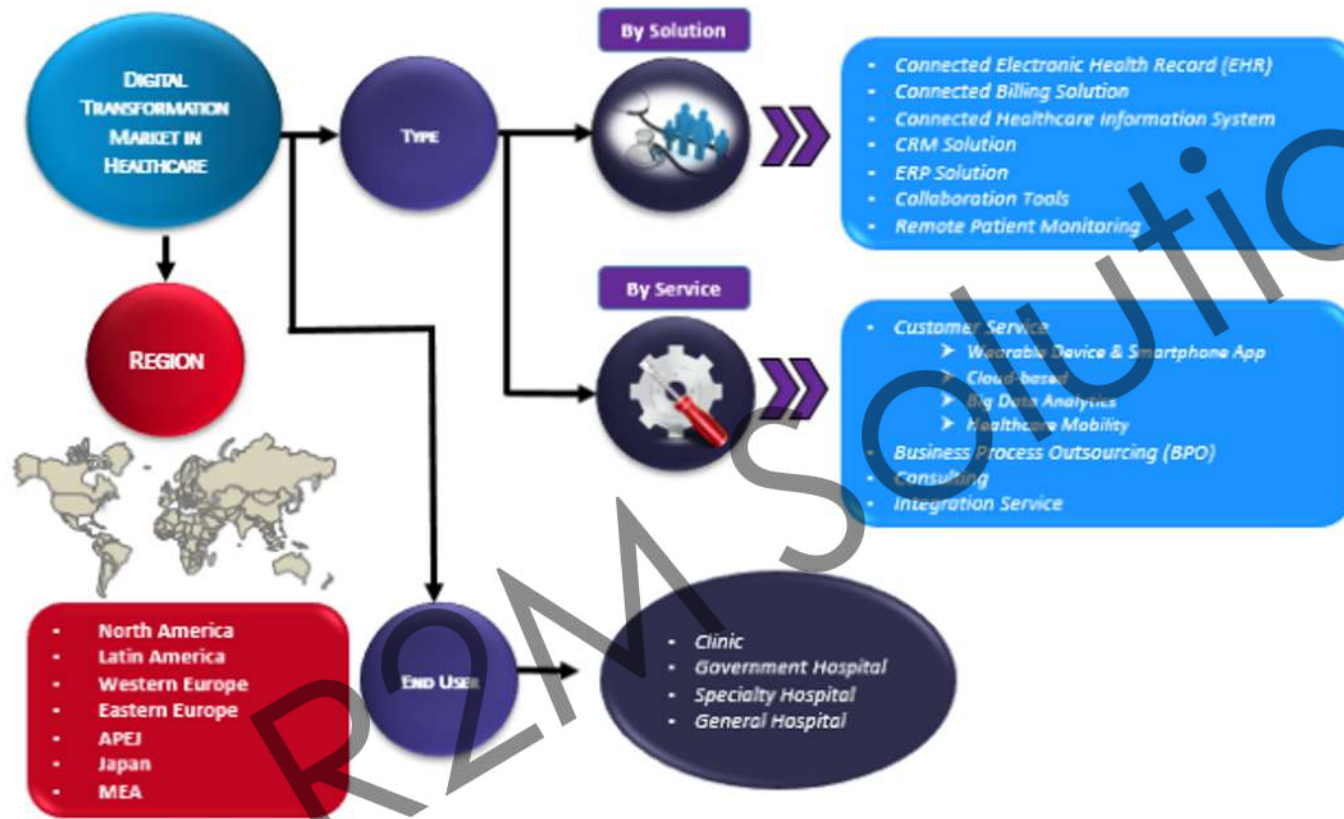 DIGITAL
TRANSFORMATION
MARKET IN
HEALTHCARE
TYPE
By Solution
- Connected Electronic Health Record (EHR)
- Connected Billing Solution
- Connected Healthcare Information System
- CRM Solution
- ERP Solution
- Collaboration Tools
- Remote Patient Monitoring
By Service
- Customer Service
➤ Wearable Device & Smartphone App
➤ Cloud-based
➤ Big Data Analytics
➤ Healthcare Mobility
- Business Process Outsourcing (BPO)
- Consulting
- Integration Service
REGION
- North America
- Latin America
- Western Europe
- Eastern Europe
- APEJ
- Japan
- MEA
END USER
- Clinic
- Government Hospital
- Specialty Hospital
- General Hospital
R2M Solutio